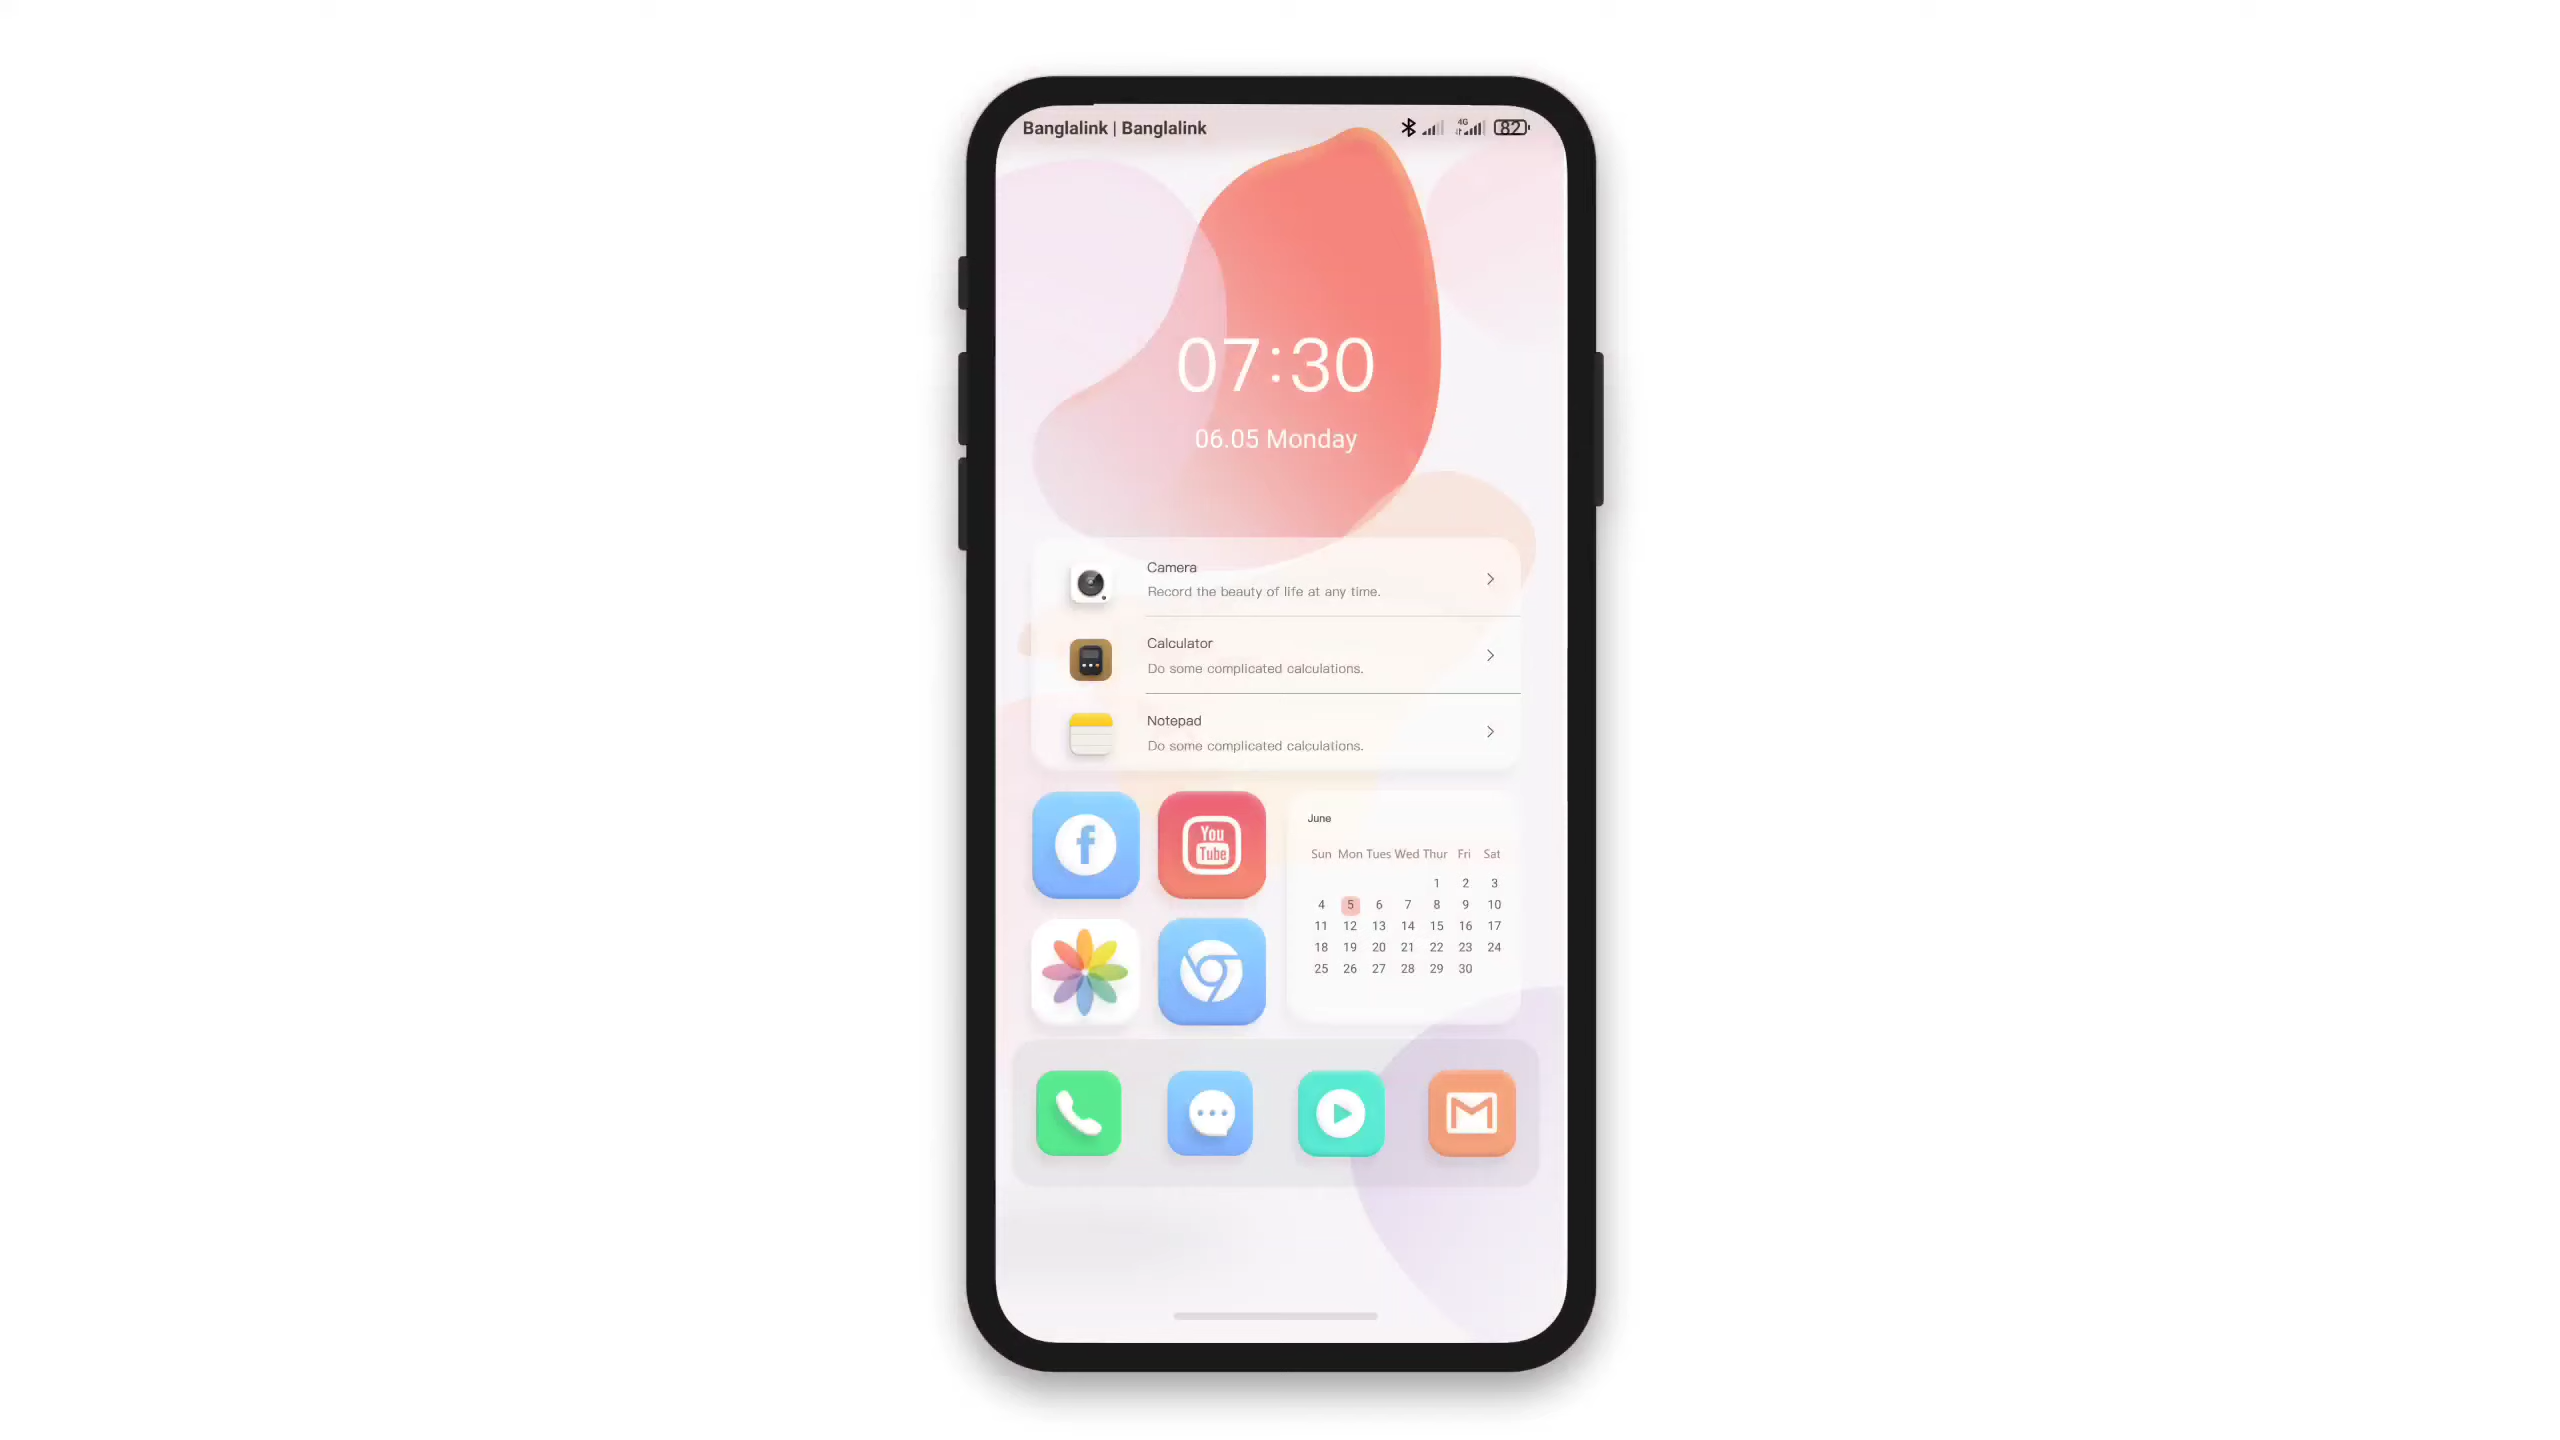 Banglalink | Banglalink
4G
82
07:30
06.05 Monday
Camera
Record the beauty of life at any time.
Calculator
Do some complicated calculations.
Notepad
Do some complicated calculations.
You
Tube
June
Sun Mon Tues Wed Thur Fri Sat
1 2 3
4 5 6 7 8 9 10
11 12 13 14 15 16 17
18 19 20 21 22 23 24
25 26 27 28 29 30